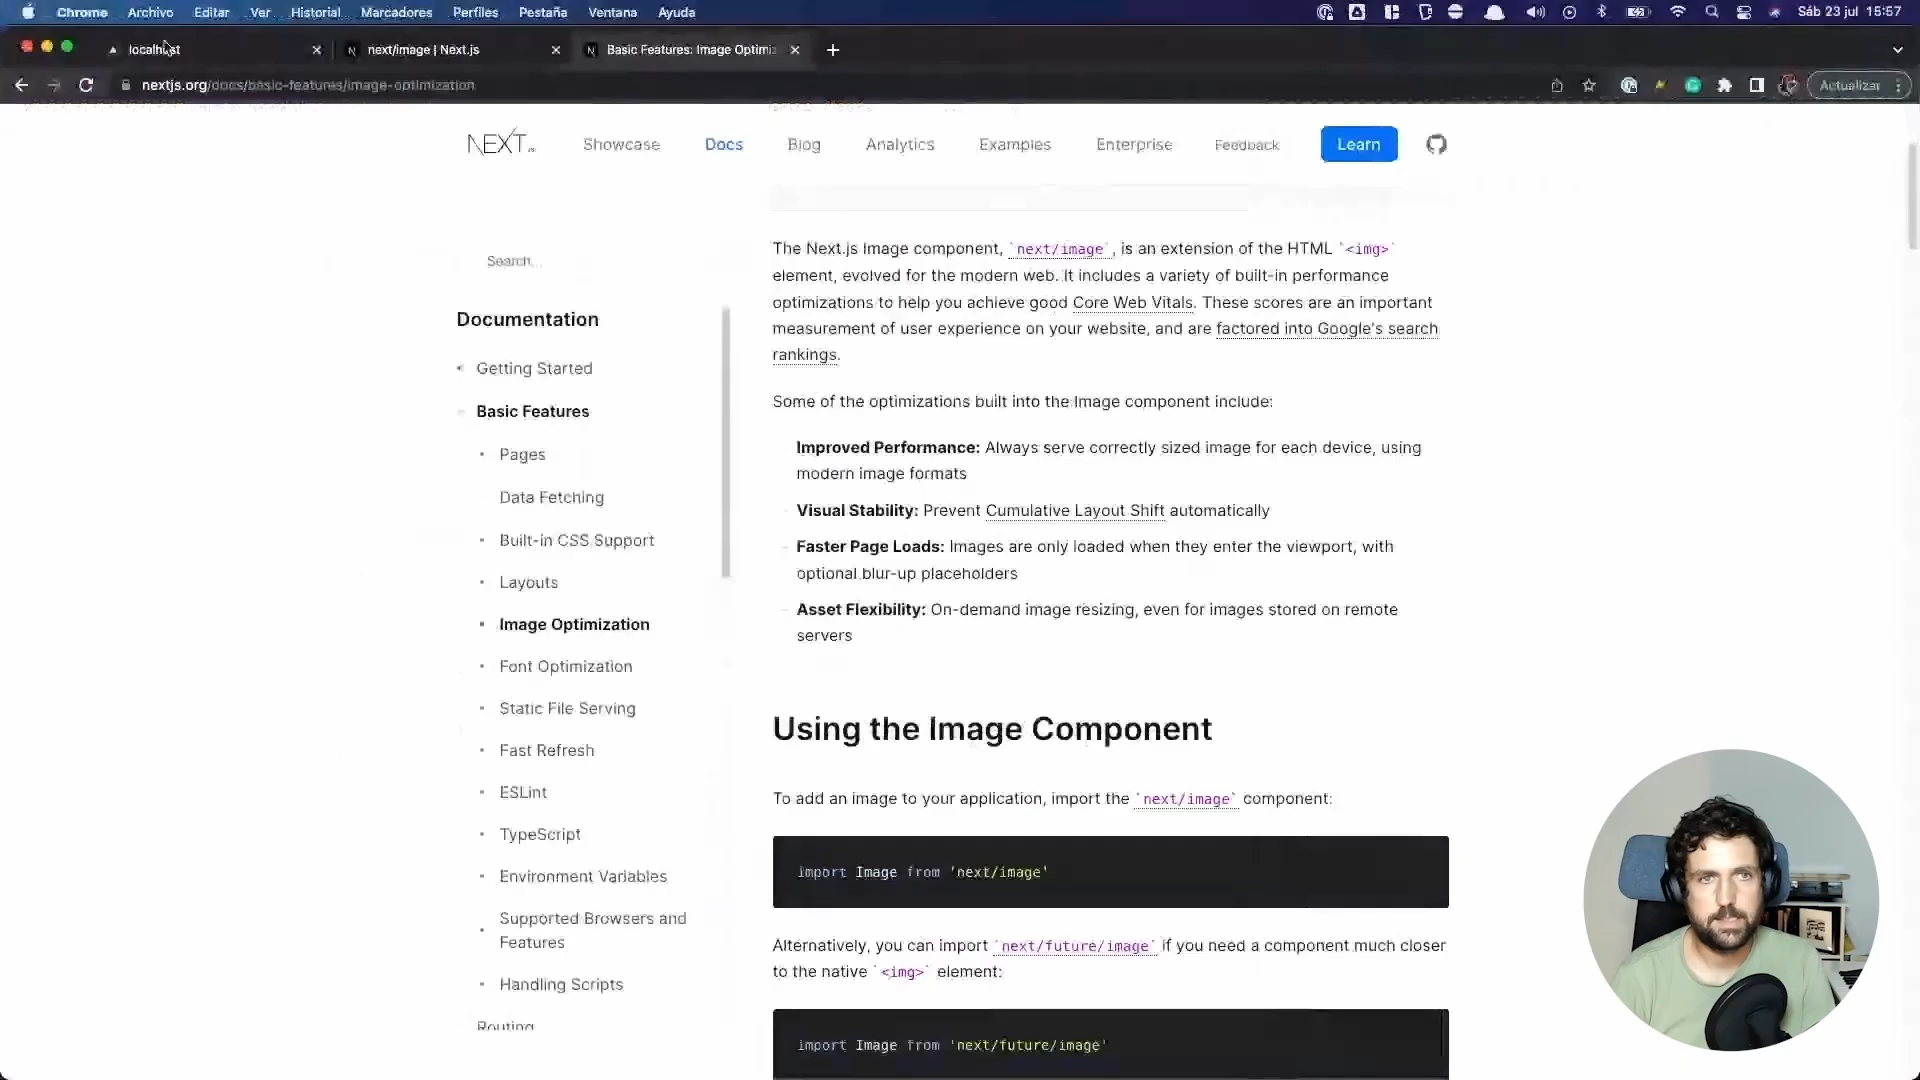 Chrome Archivo Editar Ver Historial Marcadores Perfiles Pestaña Ventana Ayuda Sáb 23 jul 15:57
localhost next/image | Next.js Basic Features: Image Optimiz
nextjs.org/docs/basic-features/image-optimization Actualizar
NEXT.JS Showcase Docs Blog Analytics Examples Enterprise Feedback Learn
Search...
Documentation
Getting Started
Basic Features
Pages
Data Fetching
Built-in CSS Support
Layouts
Image Optimization
Font Optimization
Static File Serving
Fast Refresh
ESLint
TypeScript
Environment Variables
Supported Browsers and
Features
Handling Scripts
Routing
The Next.js Image component, `next/image`, is an extension of the HTML `<img>`
element, evolved for the modern web. It includes a variety of built-in performance
optimizations to help you achieve good Core Web Vitals. These scores are an important
measurement of user experience on your website, and are factored into Google's search
rankings.
Some of the optimizations built into the Image component include:
Improved Performance: Always serve correctly sized image for each device, using
modern image formats
Visual Stability: Prevent Cumulative Layout Shift automatically
Faster Page Loads: Images are only loaded when they enter the viewport, with
optional blur-up placeholders
Asset Flexibility: On-demand image resizing, even for images stored on remote
servers
Using the Image Component
To add an image to your application, import the `next/image` component:
import Image from 'next/image'
Alternatively, you can import `next/future/image` if you need a component much closer
to the native `<img>` element:
import Image from 'next/future/image'